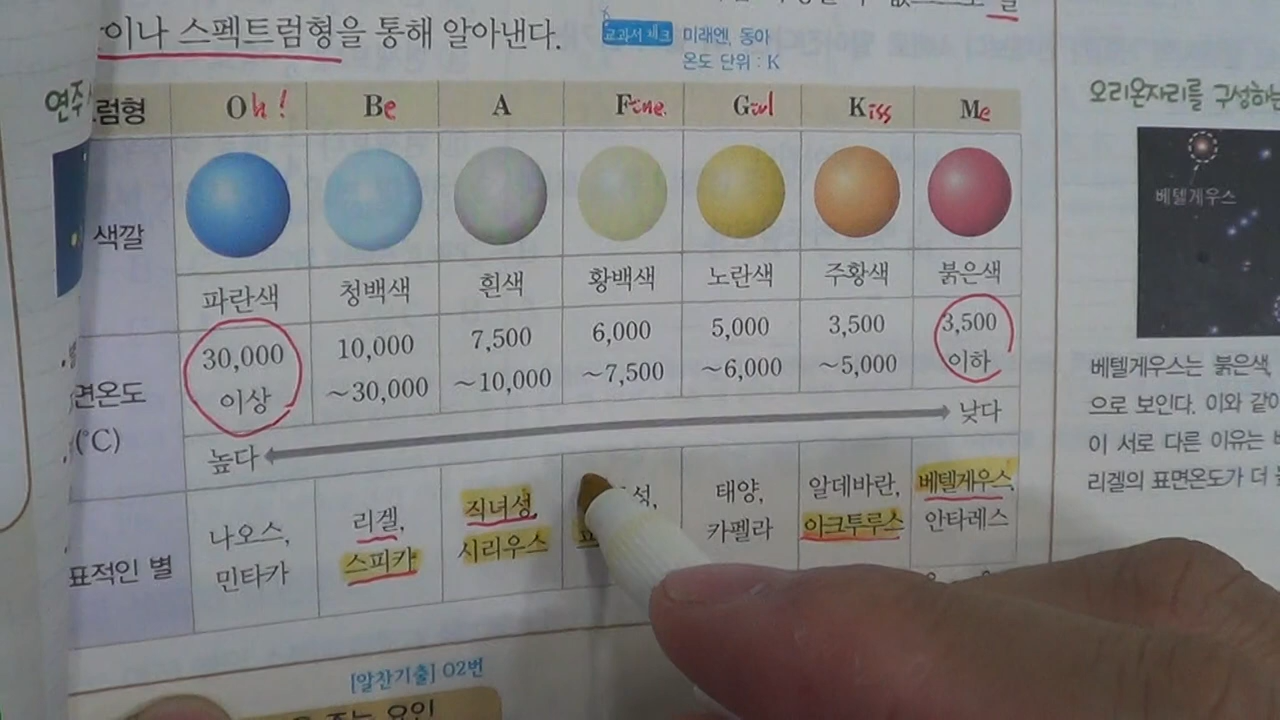 이나 스펙트럼형을 통해 알아낸다.
교과서 체크 미래엔, 동아
온도 단위 : K
연주
럼형 Oh! Be A Fine Girl Kiss Me
색깔
파란색 청백색 흰색 황백색 노란색 주황색 붉은색
면온도
(℃)
30,000 이상
10,000 ~30,000
7,500 ~10,000
6,000 ~7,500
5,000 ~6,000
3,500 ~5,000
3,500 이하
높다 낮다
표적인 별
나오스, 민타카
리겔, 스피카
직녀성, 시리우스
태양, 카펠라
알데바란, 아크투루스
베텔게우스, 안타레스
[알찬기출] 02번
주는 요인
오리온자리를 구성하는
베텔게우스
베텔게우스는 붉은색,
으로 보인다. 이와 같이
이 서로 다른 이유는
리겔의 표면온도가 더